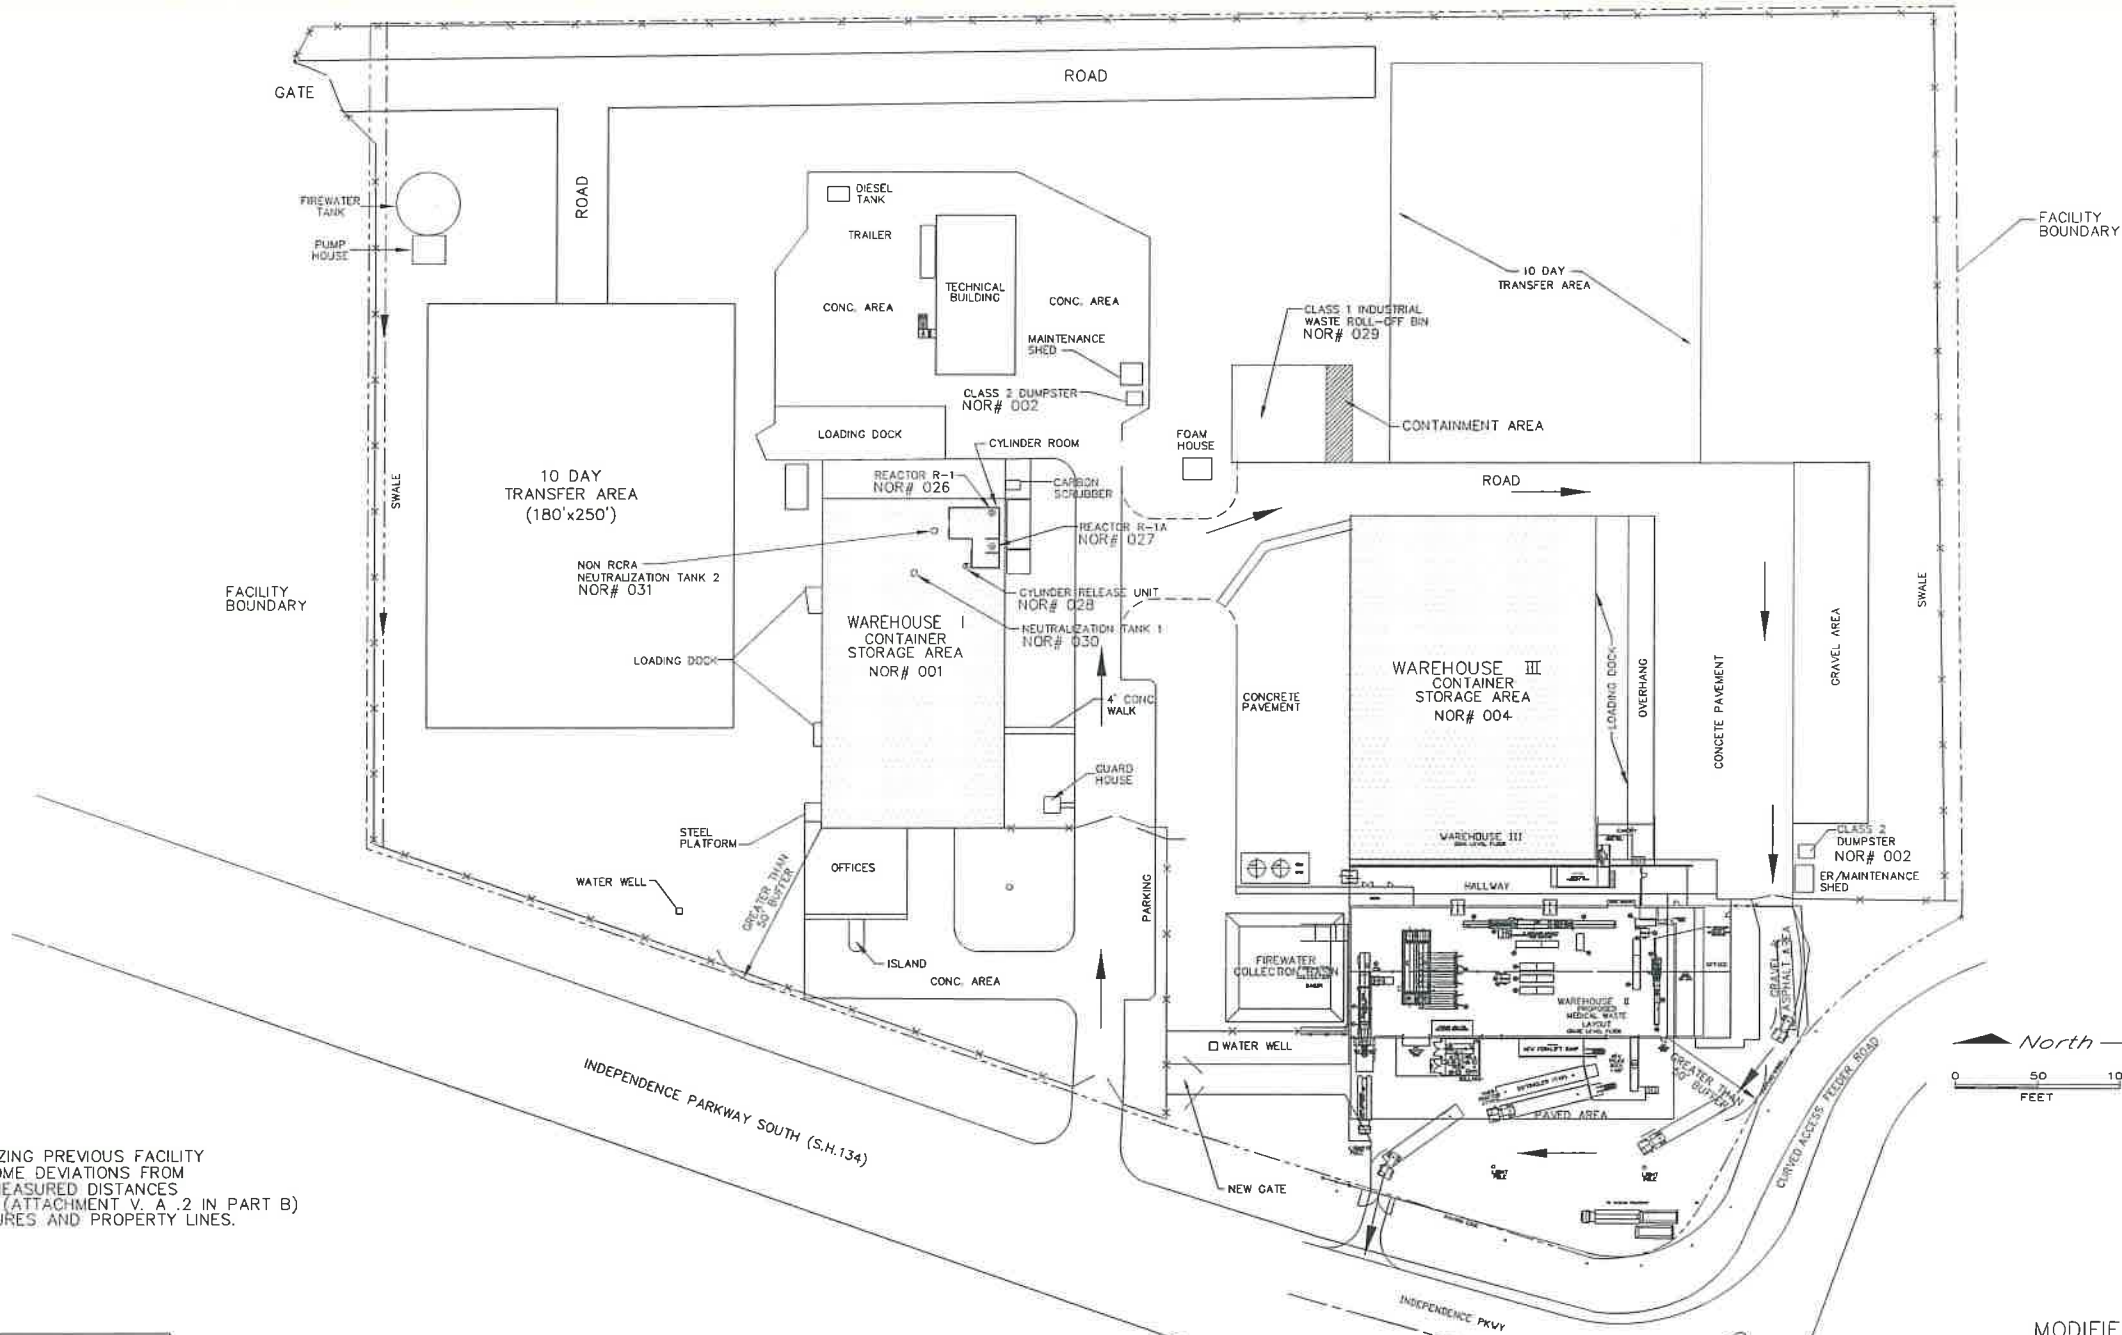 ROAD
GATE
ROAD
FIREWATER
TANK
PUMP
HOUSE
DIESEL
TANK
TRAILER
TECHNICAL
BUILDING
CONC. AREA
CONC. AREA
MAINTENANCE
SHED
CLASS 2 DUMPSTER
NOR# 002
FACILITY
BOUNDARY
10 DAY
TRANSFER AREA
CLASS 1 INDUSTRIAL
WASTE ROLL-OFF BIN
NOR# 029
CONTAINMENT AREA
FOAM
HOUSE
LOADING DOCK
CYLINDER ROOM
REACTOR R-1
NOR# 026
CARBON
SCRUBBER
REACTOR R-1A
NOR# 027
ROAD
SWALE
10 DAY
TRANSFER AREA
(180'x250')
NON RCRA
NEUTRALIZATION TANK 2
NOR# 031
CYLINDER RELEASE UNIT
NOR# 028
NEUTRALIZATION TANK 1
NOR# 030
FACILITY
BOUNDARY
WAREHOUSE I
CONTAINER
STORAGE AREA
NOR# 001
LOADING DOCK
4' CONC.
WALK
CONCRETE
PAVEMENT
WAREHOUSE III
CONTAINER
STORAGE AREA
NOR# 004
LOADING DOCK
OVERHANG
CONCETE PAVEMENT
GRAVEL AREA
SWALE
GUARD
HOUSE
STEEL
PLATFORM
GREATER THAN
50' BUFFER
OFFICES
WATER WELL
ISLAND
CONC. AREA
PARKING
WAREHOUSE III
CANOPY
HALLWAY
CLASS 2
DUMPSTER
NOR# 002
ER/MAINTENANCE
SHED
FIREWATER
COLLECTION BASIN
WAREHOUSE II
PROPOSED
MEDICAL WASTE
LAYOUT
OFFICE
GRAVEL &
ASPHALT AREA
WATER WELL
NEW FORKLIFT RAMP
GREATER THAN
50' BUFFER
PAVED AREA
CURVED ACCESS FEEDER ROAD
North
0 50 10
FEET
INDEPENDENCE PARKWAY SOUTH (S.H.134)
NEW GATE
LIGHT
POLE
LIGHT
POLE
INDEPENDENCE PKWY
ZING PREVIOUS FACILITY
OME DEVIATIONS FROM
EASURED DISTANCES
(ATTACHMENT V. A .2 IN PART B)
URES AND PROPERTY LINES.
MODIFIE